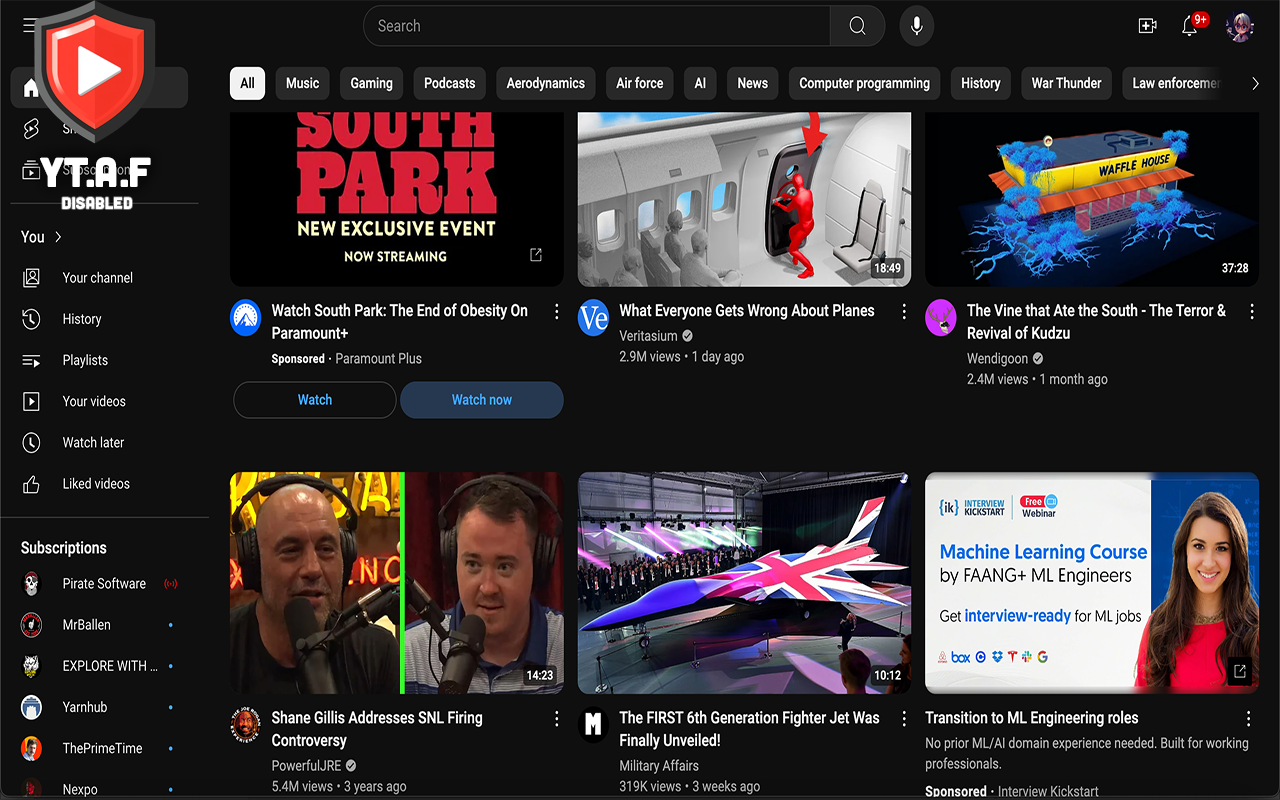 Search
9+
YT.A.F
DISABLED
All
Music
Gaming
Podcasts
Aerodynamics
Air force
AI
News
Computer programming
History
War Thunder
Law enforcemen
You
Your channel
History
Playlists
Your videos
Watch later
Liked videos
Subscriptions
Pirate Software
MrBallen
EXPLORE WITH ...
Yarnhub
ThePrimeTime
Nexpo
SOUTH
PARK
NEW EXCLUSIVE EVENT
NOW STREAMING
Watch South Park: The End of Obesity On
Paramount+
Sponsored · Paramount Plus
Watch
Watch now
18:49
Ve
What Everyone Gets Wrong About Planes
Veritasium
2.9M views • 1 day ago
WAFFLE HOUSE
37:28
The Vine that Ate the South - The Terror &
Revival of Kudzu
Wendigoon
2.4M views • 1 month ago
14:23
Shane Gillis Addresses SNL Firing
Controversy
PowerfulJRE
5.4M views • 3 years ago
10:12
M
The FIRST 6th Generation Fighter Jet Was
Finally Unveiled!
Military Affairs
319K views • 3 weeks ago
{ik} INTERVIEW
KICKSTART
Free
Webinar
Machine Learning Course
by FAANG+ ML Engineers
Get interview-ready for ML jobs
box
Transition to ML Engineering roles
No prior ML/AI domain experience needed. Built for working
professionals.
Sponsored · Interview Kickstart